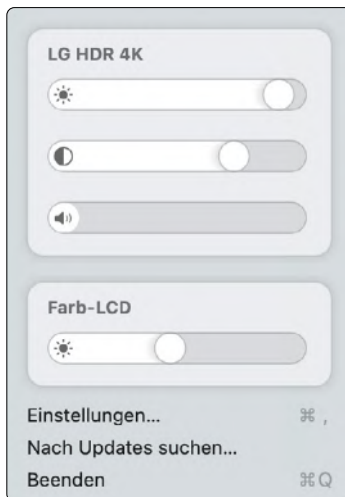 LG HDR 4K
Farb-LCD
Einstellungen... ⌘ ,
Nach Updates suchen...
Beenden ⌘Q